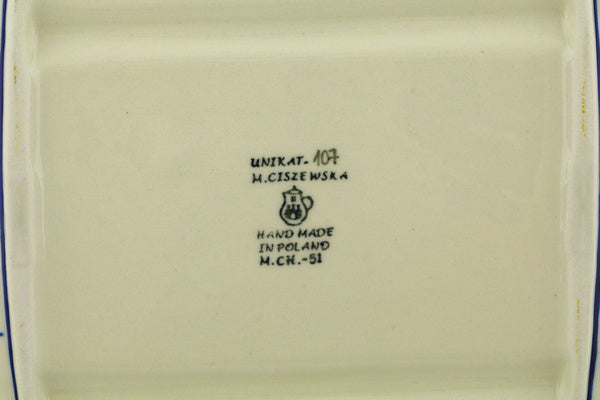 UNIKAT-107
M.CISZEWSKA
HAND MADE
IN POLAND
M.CH.-51